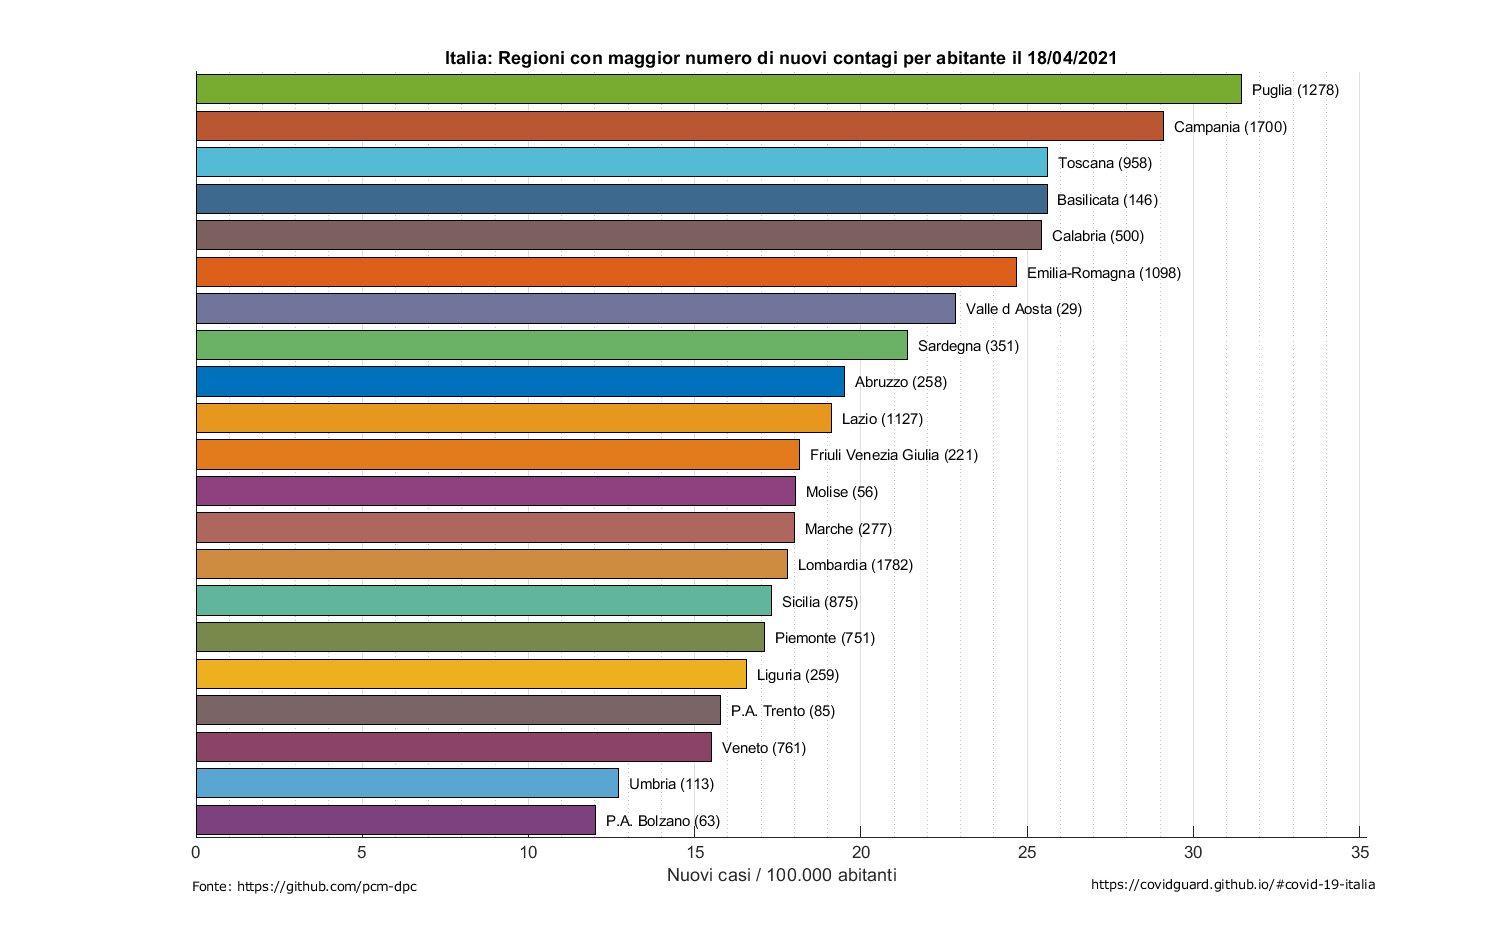 Italia: Regioni con maggior numero di nuovi contagi per abitante il 18/04/2021
Puglia (1278)
Campania (1700)
Toscana (958)
Basilicata (146)
Calabria (500)
Emilia-Romagna (1098)
Valle d Aosta (29)
Sardegna (351)
Abruzzo (258)
Lazio (1127)
Friuli Venezia Giulia (221)
Molise (56)
Marche (277)
Lombardia (1782)
Sicilia (875)
Piemonte (751)
Liguria (259)
P.A. Trento (85)
Veneto (761)
Umbria (113)
P.A. Bolzano (63)
0 5 10 15 20 25 30 35
Nuovi casi / 100.000 abitanti
Fonte: https://github.com/pcm-dpc
https://covidguard.github.io/#covid-19-italia